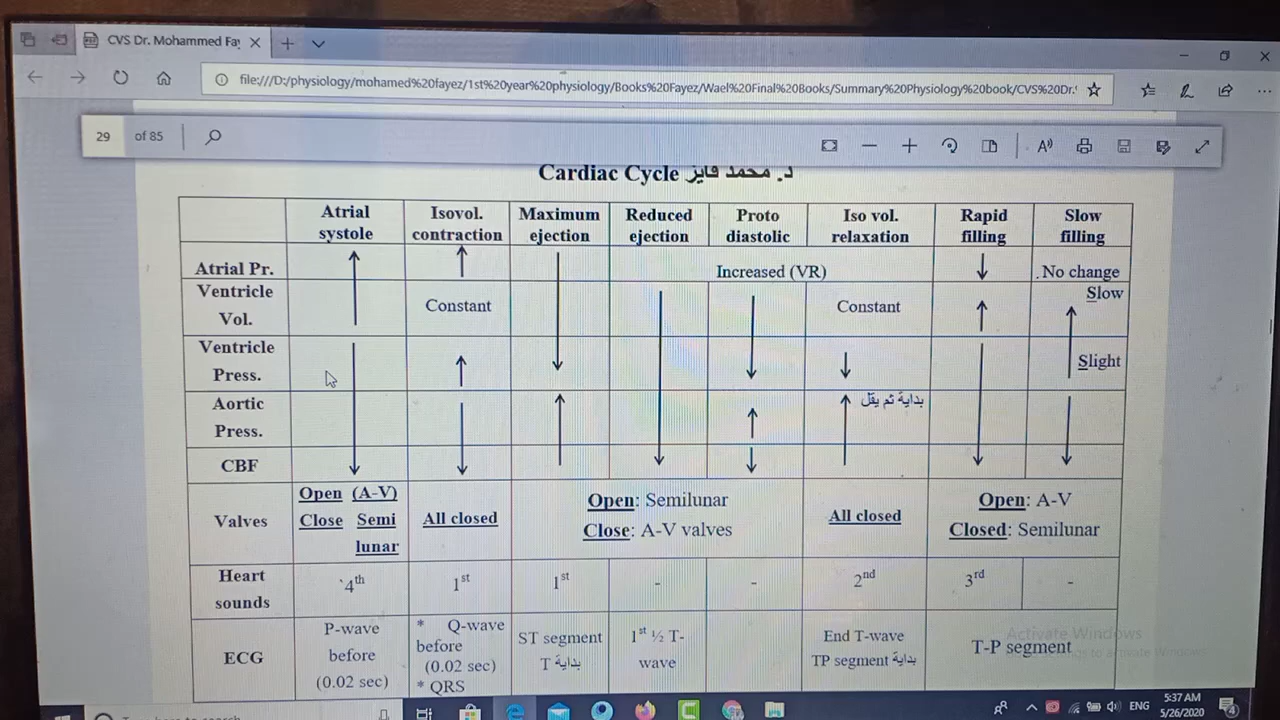 CVS Dr. Mohammed Fay
file:///D:/physiology/mohamed%20fayez/1st%20year%20physiology/Books%20Fayez/Wael%20Final%20Books/Summary%20Physiology%20book/CVS%20Dr.
29 of 85
Cardiac Cycle د. محمد فايز
Atrial systole
Isovol. contraction
Maximum ejection
Reduced ejection
Proto diastolic
Iso vol. relaxation
Rapid filling
Slow filling
Atrial Pr.
Increased (VR)
No change
Ventricle Vol.
Constant
Constant
Slow
Ventricle Press.
Slight
Aortic Press.
بداية ثم يقل
CBF
Valves
Open (A-V)
Close Semi
lunar
All closed
Open: Semilunar
Close: A-V valves
All closed
Open: A-V
Closed: Semilunar
Heart sounds
4th
1st
1st
-
-
2nd
3rd
-
ECG
P-wave
before
(0.02 sec)
* Q-wave
before
(0.02 sec)
* QRS
ST segment
بداية T
1st ½ T-
wave
End T-wave
TP segment بداية
T-P segment
Activate Windows
ENG
5:37 AM
5/26/2020